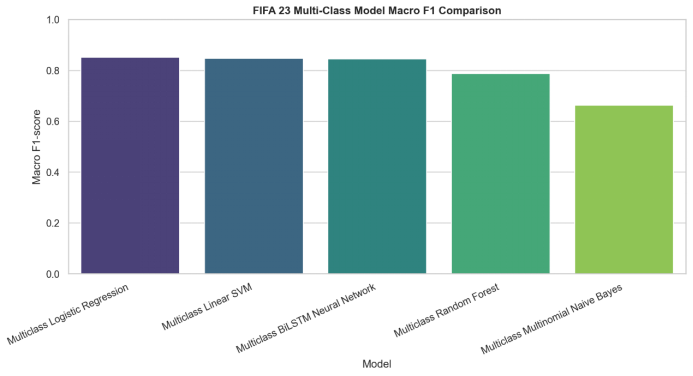 FIFA 23 Multi-Class Model Macro F1 Comparison
Macro F1-score
1.0
0.8
0.6
0.4
0.2
0.0
Multiclass Logistic Regression
Multiclass Linear SVM
Multiclass BiLSTM Neural Network
Multiclass Random Forest
Multiclass Multinomial Naive Bayes
Model